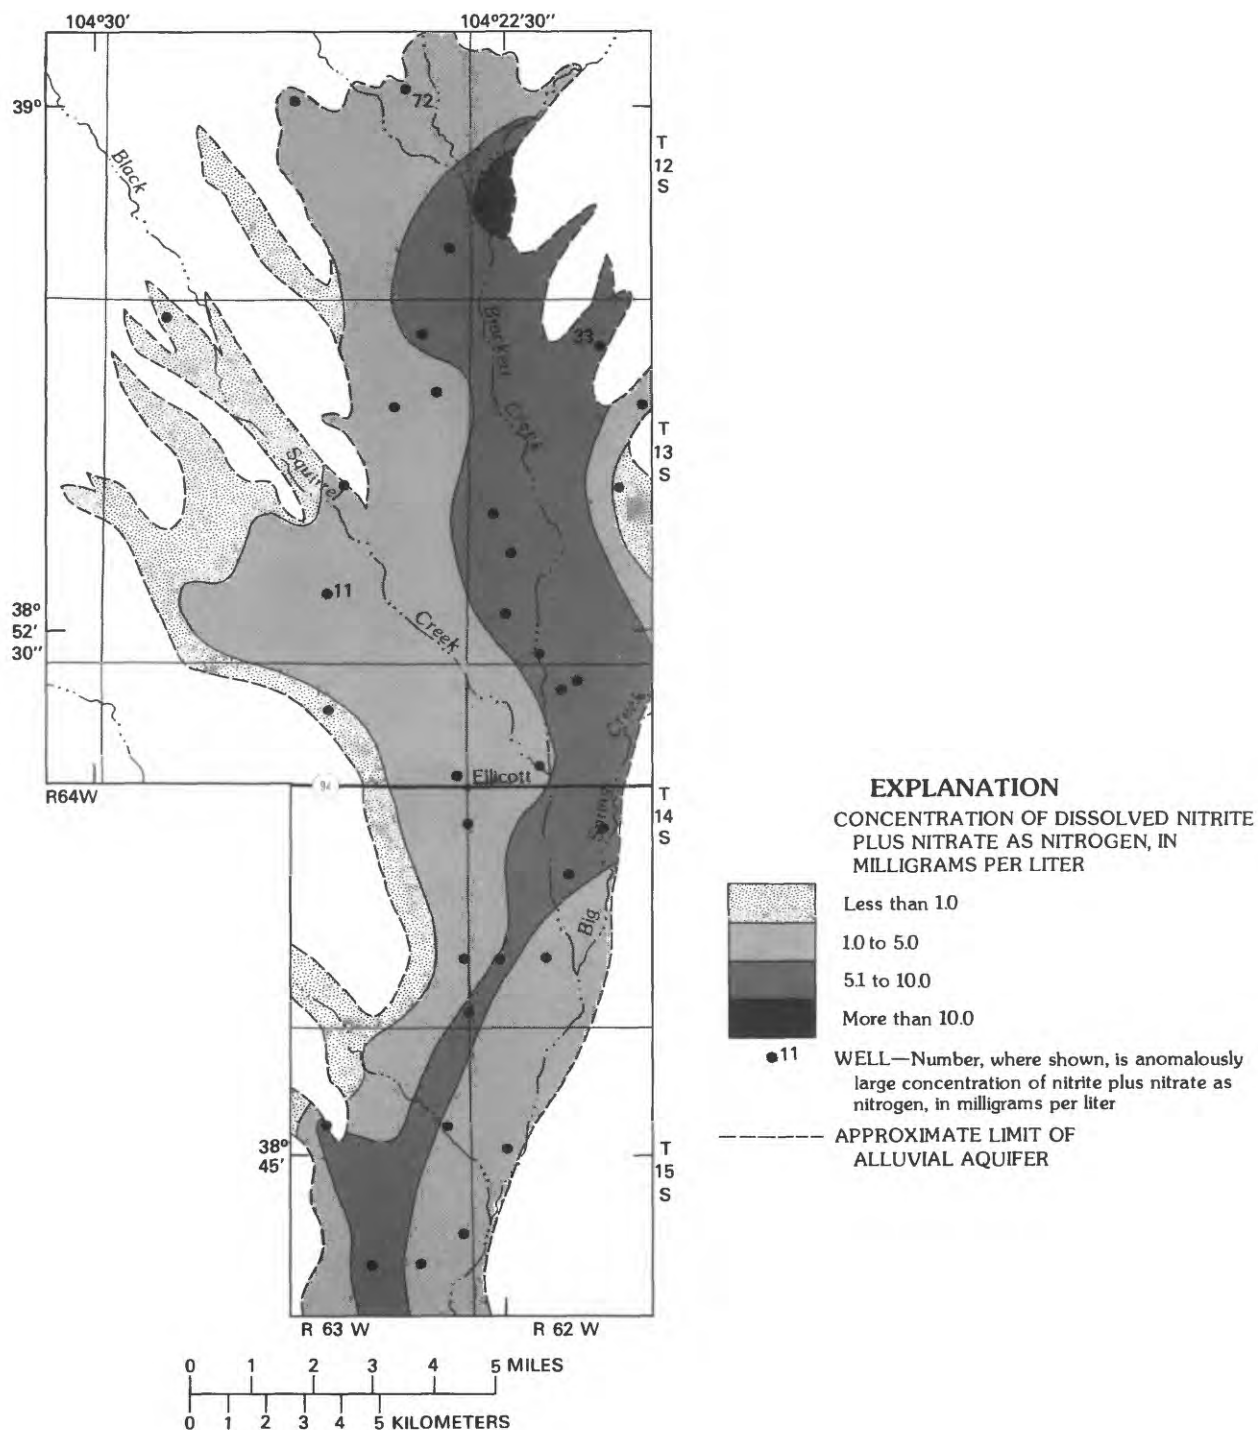 104°30′ 104°22′30″
39°
72
T
12
S
Black
Brackett
Creek
33
T
13
S
Squirrel
Creek
11
38°
52′
30″
Creek
Ellicott
94
R64W
Spring
T
14
S
Big
38°
45′
T
15
S
R 63 W R 62 W
0 1 2 3 4 5 MILES
0 1 2 3 4 5 KILOMETERS
EXPLANATION
CONCENTRATION OF DISSOLVED NITRITE
PLUS NITRATE AS NITROGEN, IN
MILLIGRAMS PER LITER
Less than 1.0
1.0 to 5.0
5.1 to 10.0
More than 10.0
11 WELL—Number, where shown, is anomalously
large concentration of nitrite plus nitrate as
nitrogen, in milligrams per liter
APPROXIMATE LIMIT OF
ALLUVIAL AQUIFER